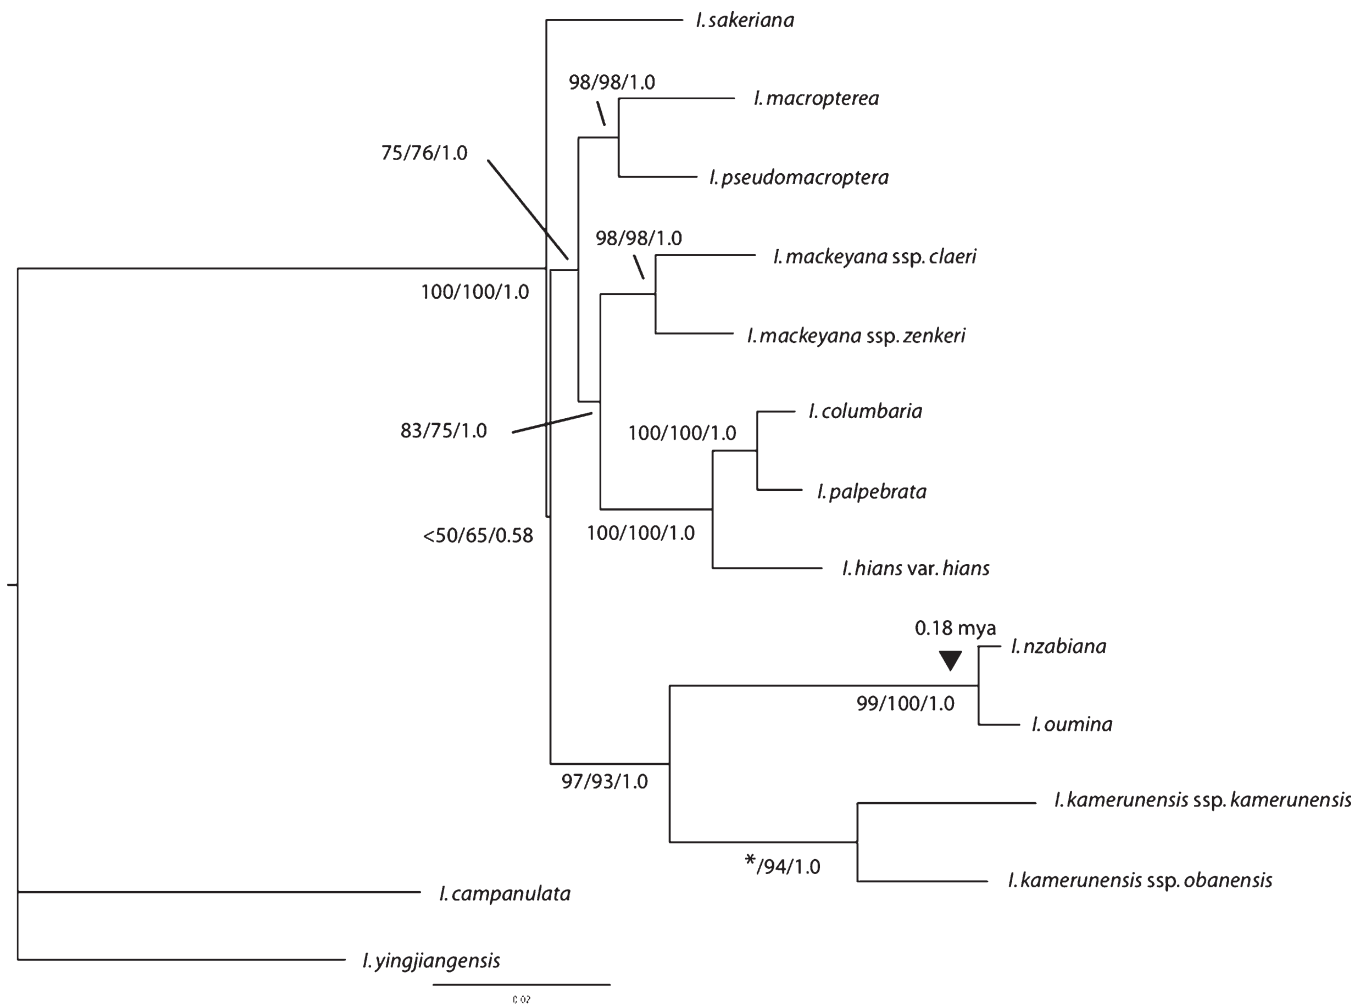 I. sakeriana
98/98/1.0
I. macropterea
75/76/1.0
I. pseudomacroptera
98/98/1.0
I. mackeyana ssp. claeri
100/100/1.0
I. mackeyana ssp. zenkeri
I. columbaria
83/75/1.0
100/100/1.0
I. palpebrata
<50/65/0.58
100/100/1.0
I. hians var. hians
0.18 mya
I. nzabiana
99/100/1.0
I. oumina
97/93/1.0
I. kamerunensis ssp. kamerunensis
*/94/1.0
I. kamerunensis ssp. obanensis
I. campanulata
I. yingjiangensis
0.02